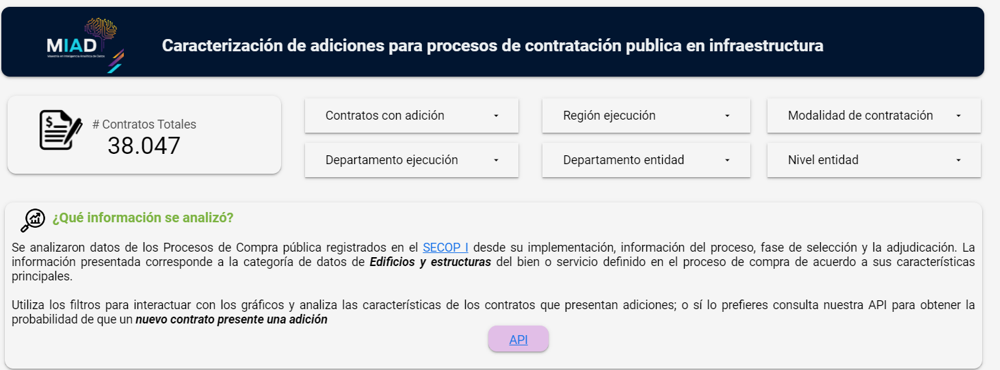 MIAD
Maestría en Inteligencia Analítica de Datos
Caracterización de adiciones para procesos de contratación publica en infraestructura
# Contratos Totales
38.047
Contratos con adición
Región ejecución
Modalidad de contratación
Departamento ejecución
Departamento entidad
Nivel entidad
¿Qué información se analizó?
Se analizaron datos de los Procesos de Compra pública registrados en el SECOP I desde su implementación, información del proceso, fase de selección y la adjudicación. La
información presentada corresponde a la categoría de datos de Edificios y estructuras del bien o servicio definido en el proceso de compra de acuerdo a sus características
principales.
Utiliza los filtros para interactuar con los gráficos y analiza las características de los contratos que presentan adiciones; o sí lo prefieres consulta nuestra API para obtener la
probabilidad de que un nuevo contrato presente una adición
API